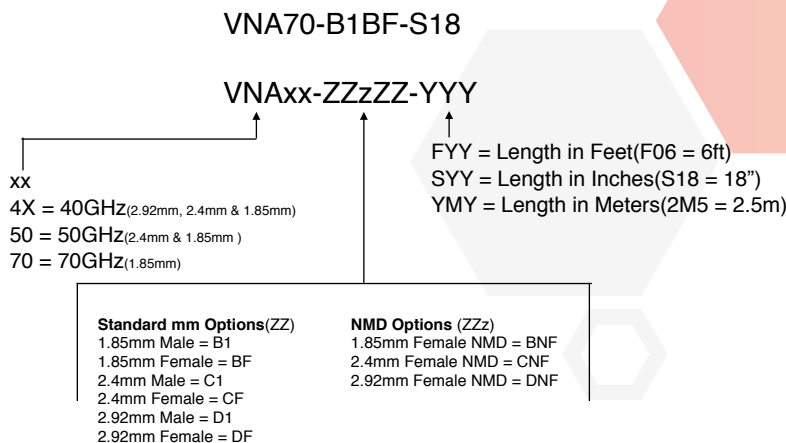 VNA70-B1BF-S18
VNAxx-ZZzZZ-YYY
FYY = Length in Feet(F06 = 6ft)
SYY = Length in Inches(S18 = 18”)
YMY = Length in Meters(2M5 = 2.5m)
xx
4X = 40GHz(2.92mm, 2.4mm & 1.85mm)
50 = 50GHz(2.4mm & 1.85mm )
70 = 70GHz(1.85mm)
Standard mm Options(ZZ)
1.85mm Male = B1
1.85mm Female = BF
2.4mm Male = C1
2.4mm Female = CF
2.92mm Male = D1
2.92mm Female = DF
NMD Options (ZZz)
1.85mm Female NMD = BNF
2.4mm Female NMD = CNF
2.92mm Female NMD = DNF